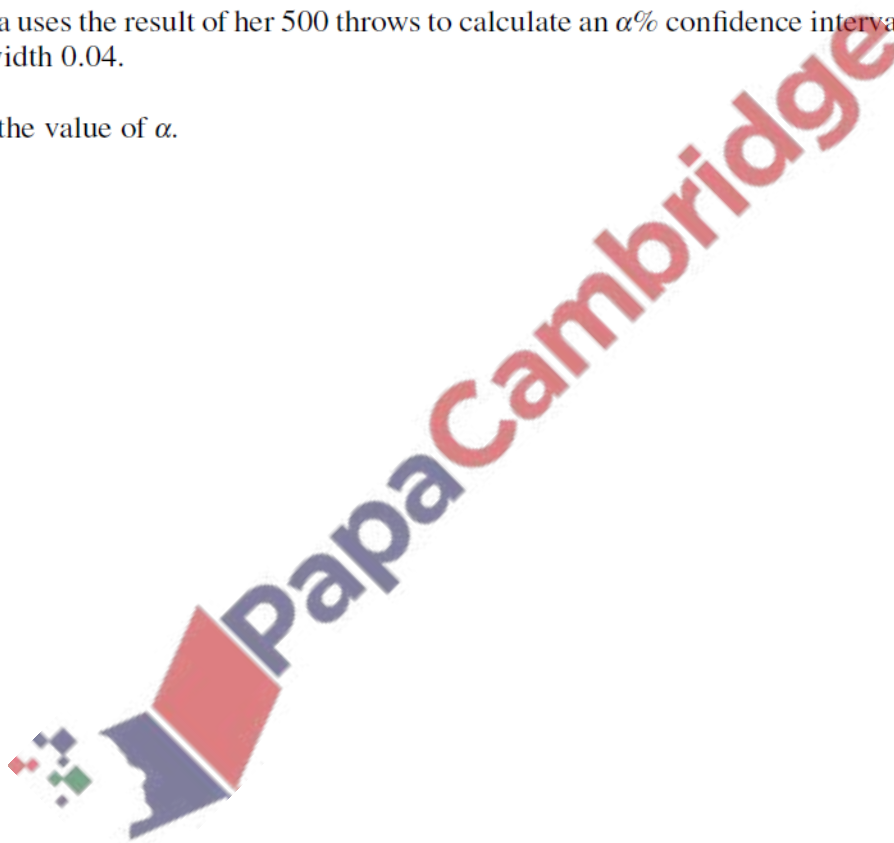 a uses the result of her 500 throws to calculate an α% confidence interva
idth 0.04.
the value of α.
PapaCambridge